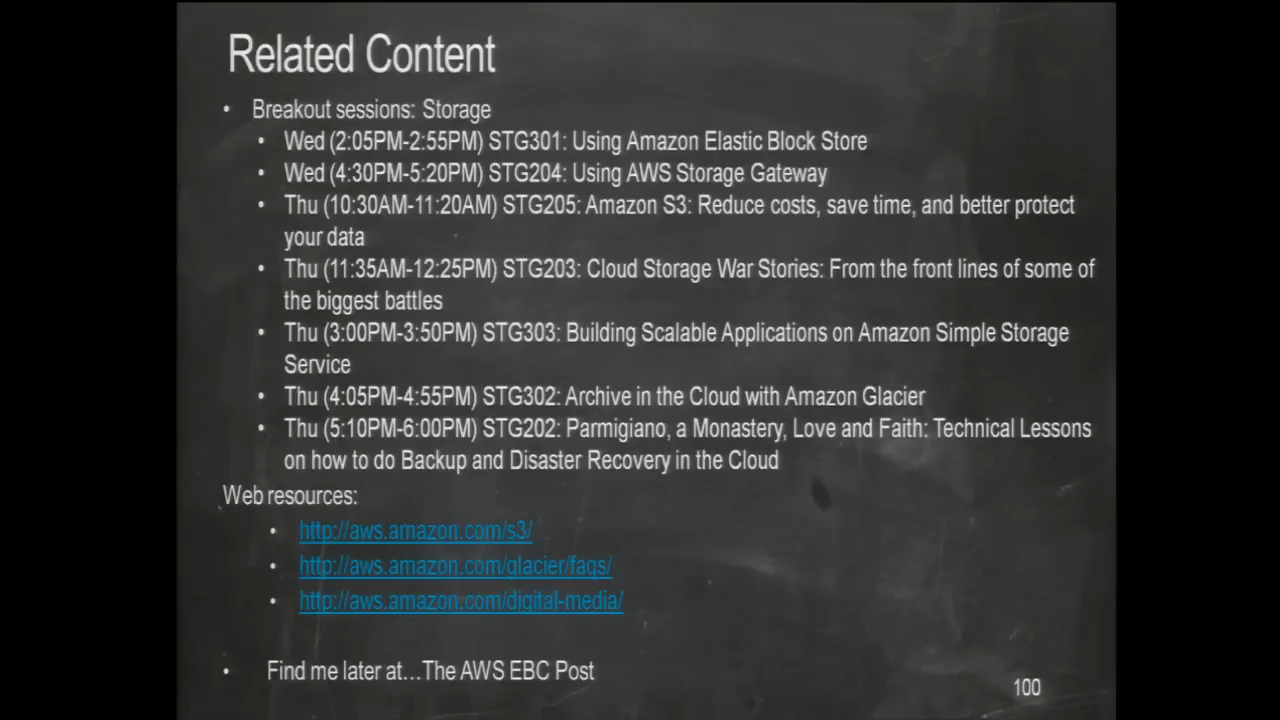 Related Content
• Breakout sessions: Storage
• Wed (2:05PM-2:55PM) STG301: Using Amazon Elastic Block Store
• Wed (4:30PM-5:20PM) STG204: Using AWS Storage Gateway
• Thu (10:30AM-11:20AM) STG205: Amazon S3: Reduce costs, save time, and better protect
your data
• Thu (11:35AM-12:25PM) STG203: Cloud Storage War Stories: From the front lines of some of
the biggest battles
• Thu (3:00PM-3:50PM) STG303: Building Scalable Applications on Amazon Simple Storage
Service
• Thu (4:05PM-4:55PM) STG302: Archive in the Cloud with Amazon Glacier
• Thu (5:10PM-6:00PM) STG202: Parmigiano, a Monastery, Love and Faith: Technical Lessons
on how to do Backup and Disaster Recovery in the Cloud
Web resources:
• http://aws.amazon.com/s3/
• http://aws.amazon.com/glacier/faqs/
• http://aws.amazon.com/digital-media/
• Find me later at…The AWS EBC Post
100